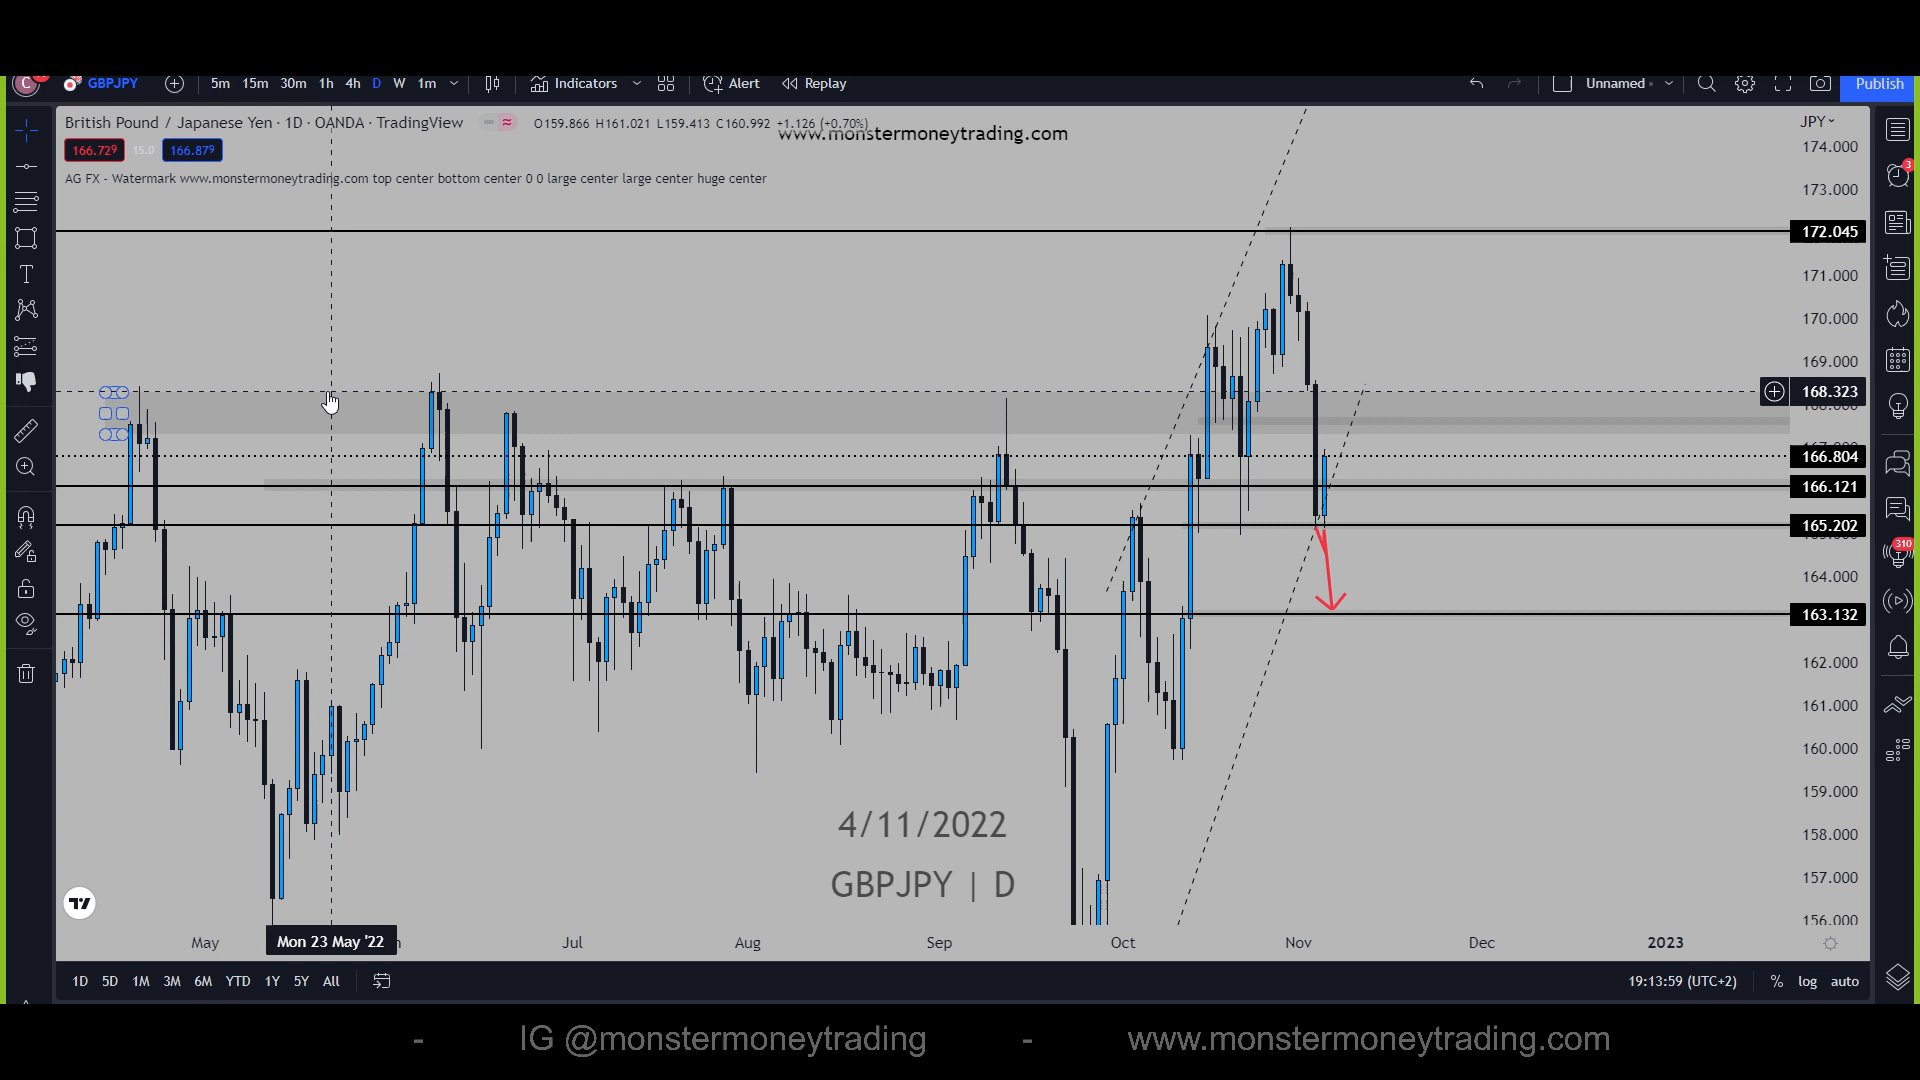 C GBPJPY 5m 15m 30m 1h 4h D W 1m Indicators Alert Replay Unnamed Publish
British Pound / Japanese Yen · 1D · OANDA · TradingView O159.866 H161.021 L159.413 C160.992 +1.126 (+0.70%) JPY
www.monstermoneytrading.com
166.729 15.0 166.879
174.000
3
AG FX - Watermark www.monstermoneytrading.com top center bottom center 0 0 large center large center huge center
173.000
172.045
171.000
170.000
169.000
168.323
166.804
166.121
165.202
310
164.000
163.132
162.000
161.000
160.000
159.000
4/11/2022
158.000
GBPJPY | D
157.000
156.000
May Mon 23 May '22 Jul Aug Sep Oct Nov Dec 2023
1D 5D 1M 3M 6M YTD 1Y 5Y All 19:13:59 (UTC+2) % log auto
- IG @monstermoneytrading - www.monstermoneytrading.com